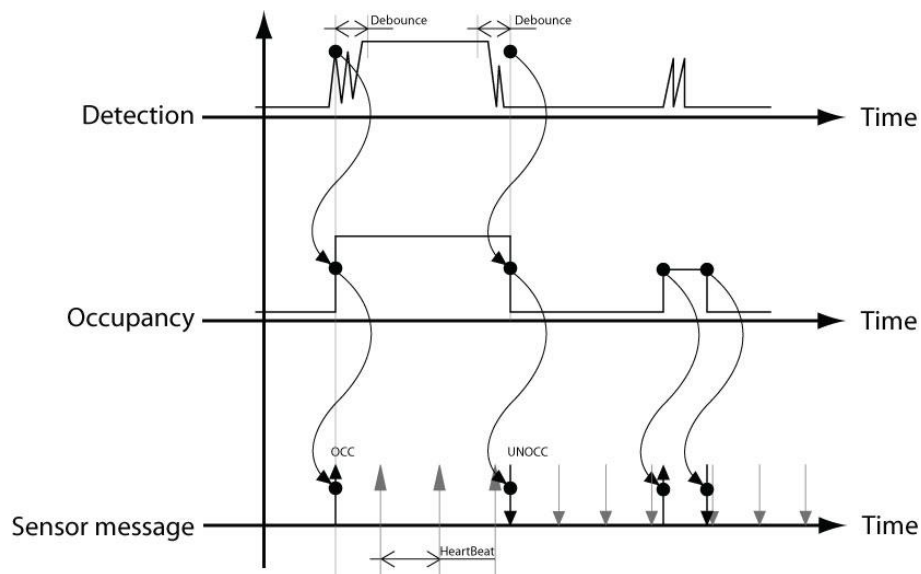 Debounce
Debounce
Detection
Time
Occupancy
Time
OCC
UNOCC
Sensor message
Time
HeartBeat